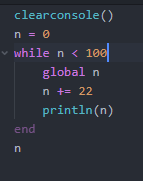 clearconsole()
n = 0
while n < 100
    global n
    n += 22
    println(n)
end
n